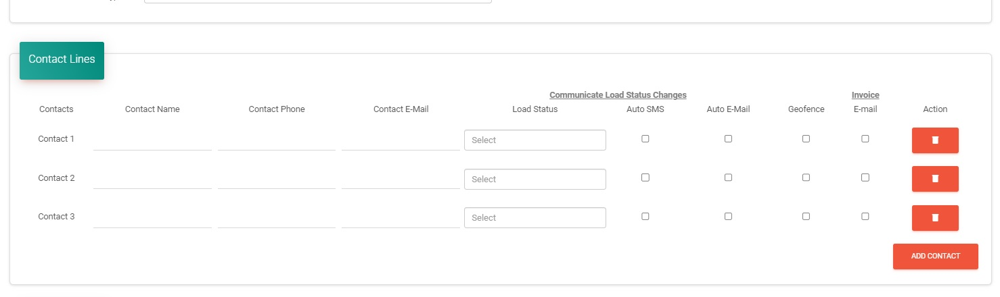 Contact Lines
Communicate Load Status Changes Invoice
Contacts Contact Name Contact Phone Contact E-Mail Load Status Auto SMS Auto E-Mail Geofence E-mail Action
Contact 1 Select
Contact 2 Select
Contact 3 Select
ADD CONTACT